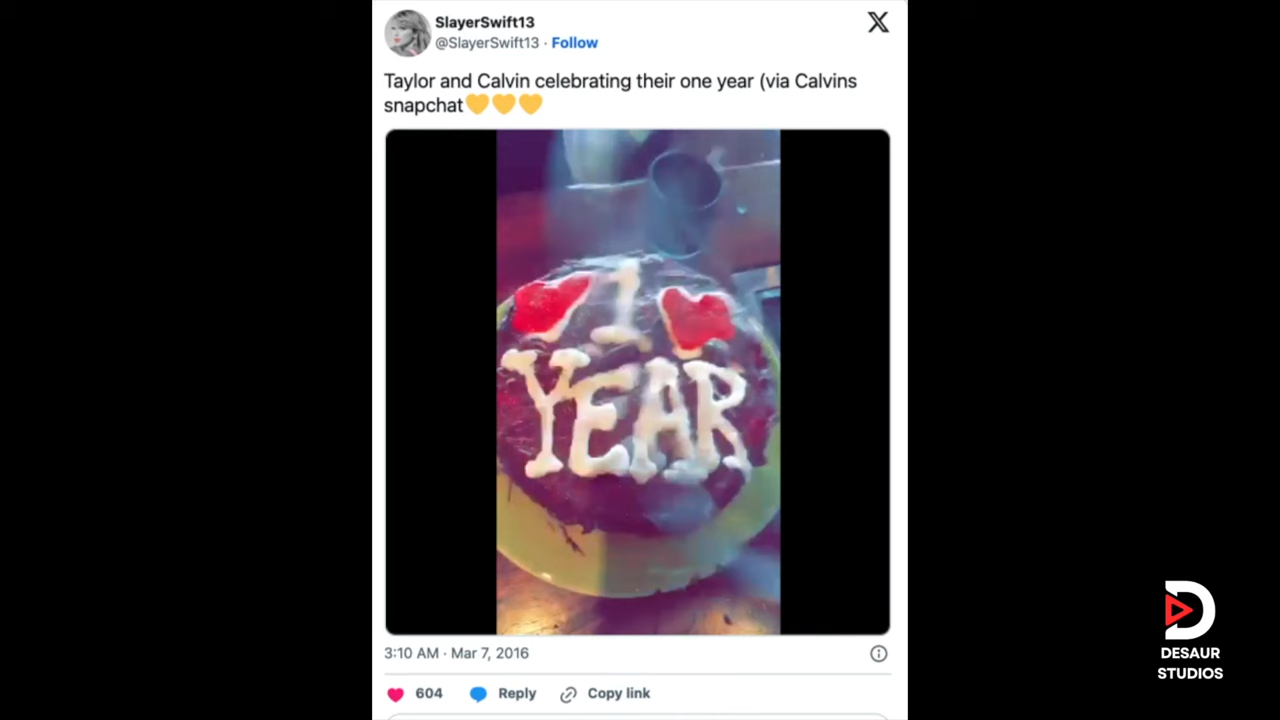 SlayerSwift13
@SlayerSwift13 · Follow
Taylor and Calvin celebrating their one year (via Calvins
snapchat💛💛💛
1
YEAR
3:10 AM · Mar 7, 2016
604 Reply Copy link
DESAUR
STUDIOS